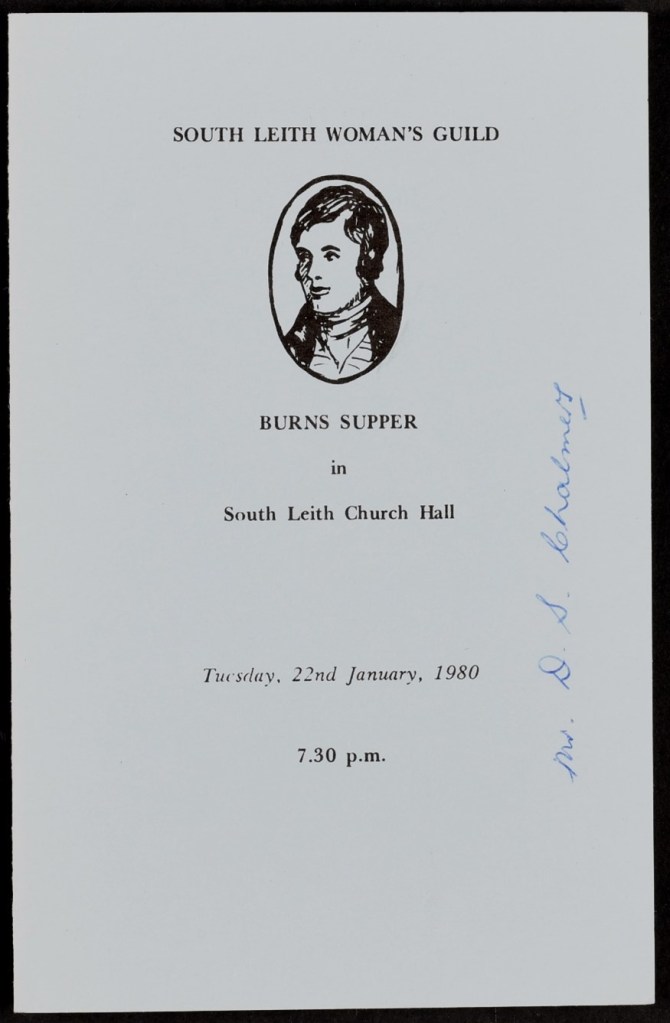 SOUTH LEITH WOMAN'S GUILD
BURNS SUPPER
in
South Leith Church Hall
Tuesday, 22nd January, 1980
7.30 p.m.
Mr. D. S. Chalmers